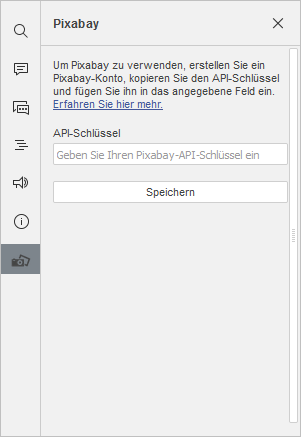 Pixabay
Um Pixabay zu verwenden, erstellen Sie ein
Pixabay-Konto, kopieren Sie den API-Schlüssel
und fügen Sie ihn in das angegebene Feld ein.
Erfahren Sie hier mehr.
API-Schlüssel
Geben Sie Ihren Pixabay-API-Schlüssel ein
Speichern